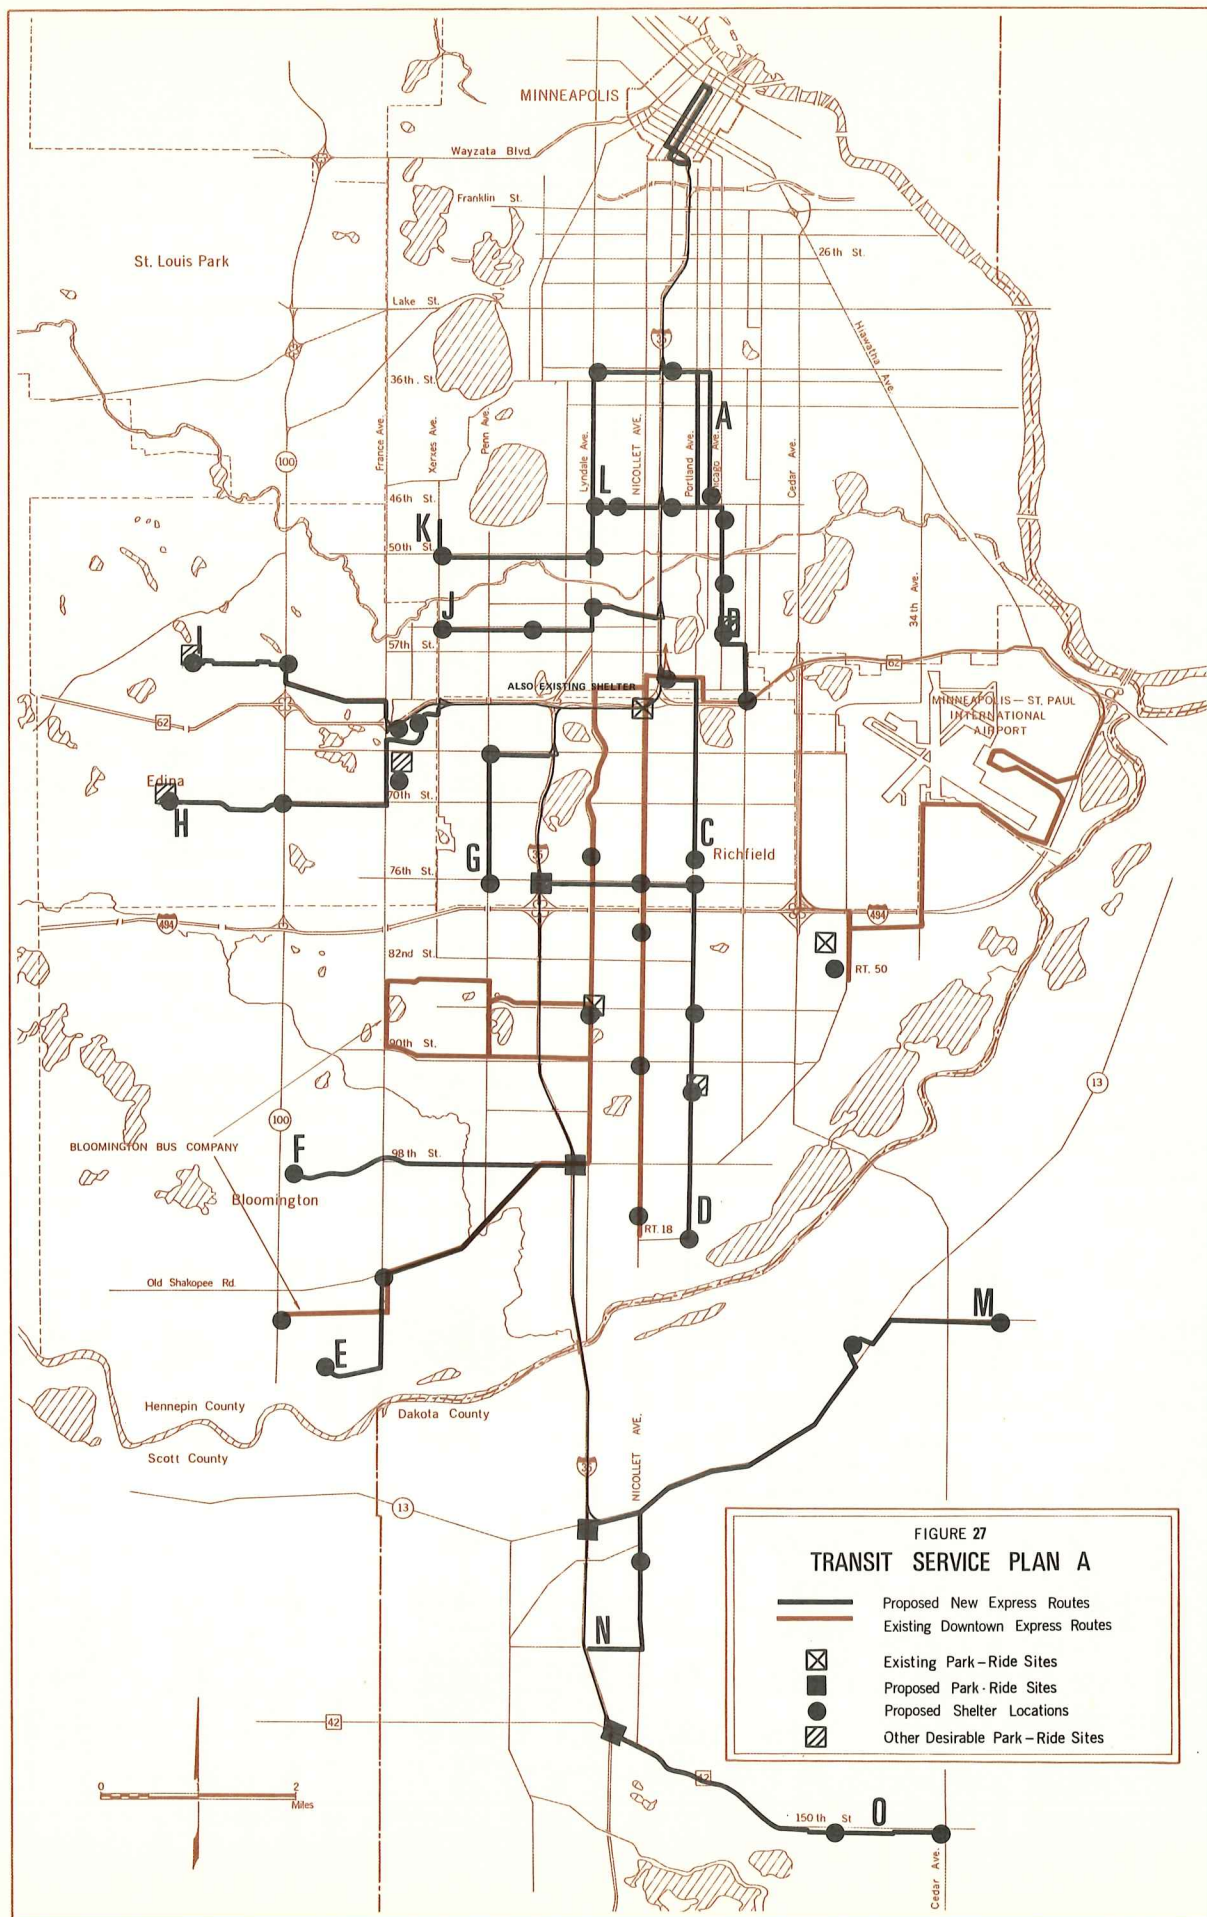 MINNEAPOLIS
Wayzata Blvd.
Franklin St.
26th St.
St. Louis Park
Lake St.
Hiawatha Ave.
35
36th. St.
France Ave.
Xerxes Ave.
Penn Ave.
Lyndale Ave.
NICOLLET AVE.
Portland Ave.
Chicago Ave.
Cedar Ave.
A
100
46th St.
L
K
50th St.
34th Ave.
J
B
57th St.
I
62
ALSO EXISTING SHELTER
62
MINNEAPOLIS — ST. PAUL
INTERNATIONAL
AIRPORT
Edina
70th St.
H
C
35
Richfield
G
76th St.
494
494
82nd St.
RT. 50
90th St.
13
100
BLOOMINGTON BUS COMPANY
F
98th St.
Bloomington
D
RT. 18
Old Shakopee Rd.
M
E
Hennepin County
Dakota County
Scott County
NICOLLET AVE.
35
13
FIGURE 27
TRANSIT SERVICE PLAN A
Proposed New Express Routes
Existing Downtown Express Routes
Existing Park-Ride Sites
Proposed Park-Ride Sites
Proposed Shelter Locations
Other Desirable Park-Ride Sites
N
42
0 1 2
Miles
42
150th St
O
Cedar Ave.